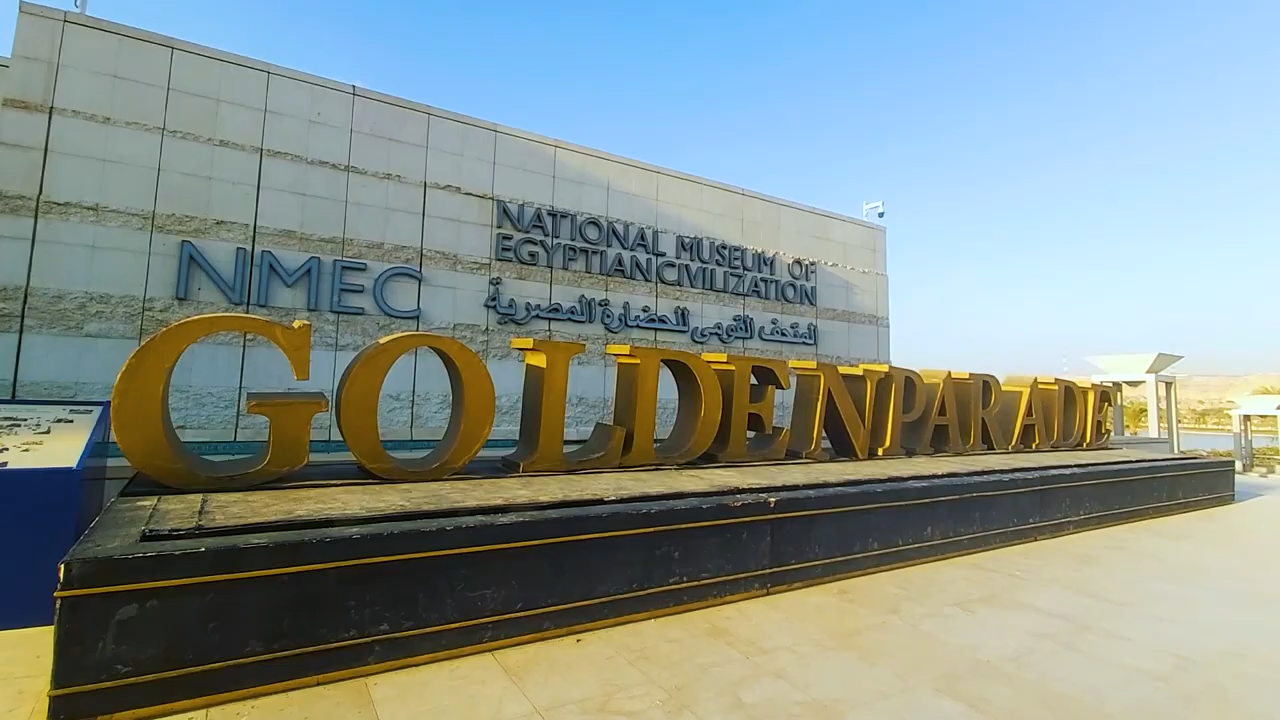 NMEC
NATIONAL MUSEUM OF
EGYPTIAN CIVILIZATION
المتحف القومى للحضارة المصرية
GOLDEN PARADE